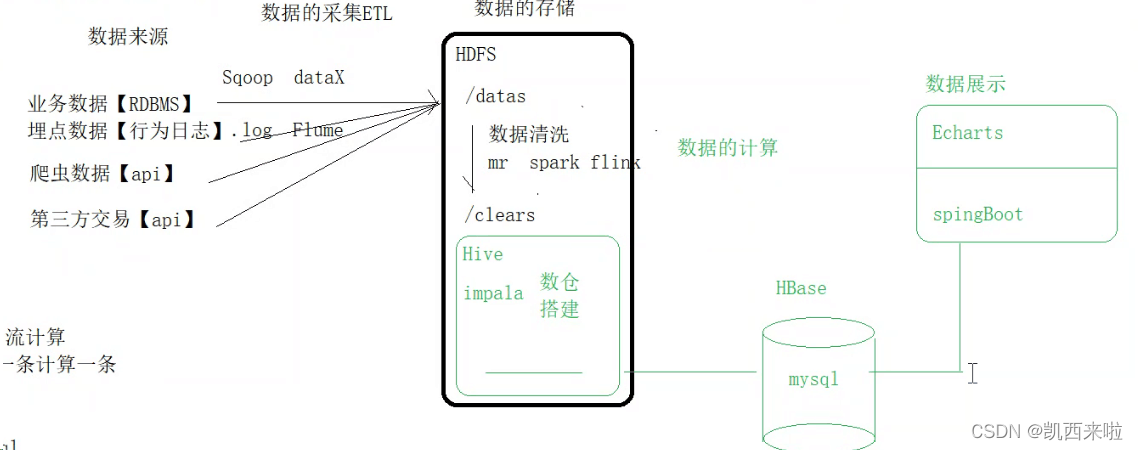 数据的采集ETL
数据的存储
数据来源
HDFS
Sqoop dataX
业务数据【RDBMS】
埋点数据【行为日志】.log Flume
爬虫数据【api】
第三方交易【api】
/datas
数据清洗
mr spark flink
/clears
Hive
impala
数仓
搭建
数据的计算
数据展示
Echarts
spingBoot
HBase
mysql
流计算
一条计算一条
CSDN @凯西来啦